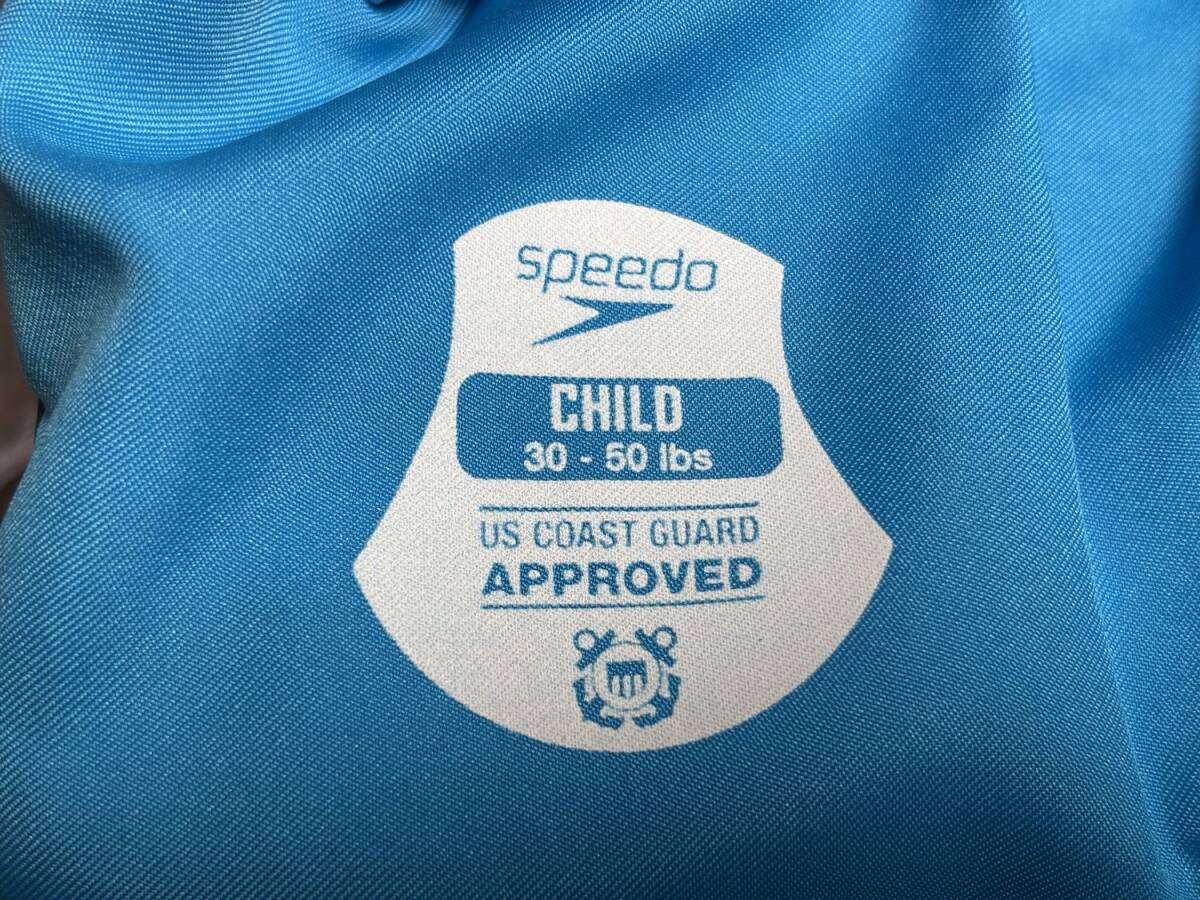 speedo
CHILD
30 - 50 lbs
US COAST GUARD
APPROVED